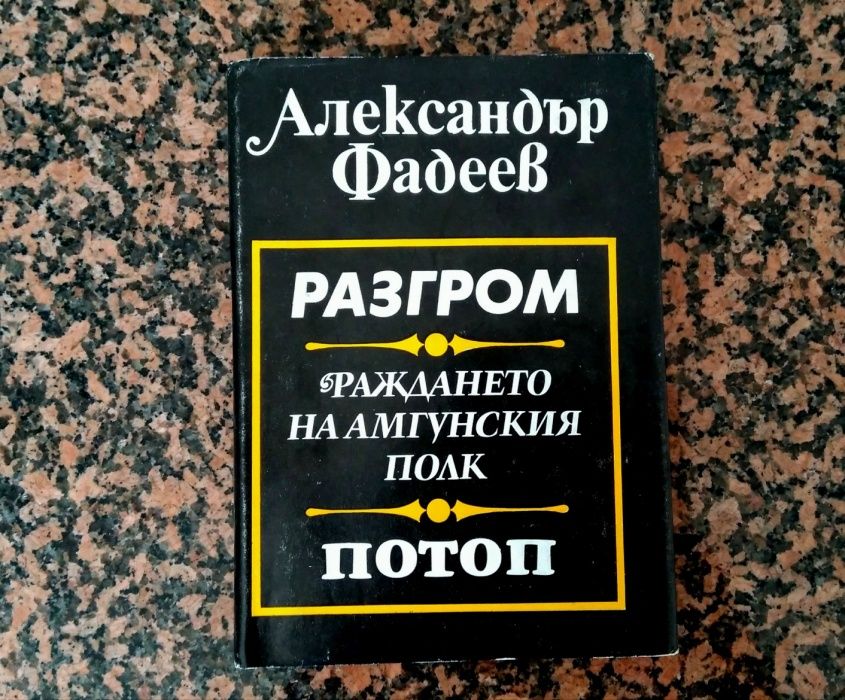 Александър
Фадеев
РАЗГРОМ
РАЖДАНЕТО
НА АМГУНСКИЯ
ПОЛК
ПОТОП